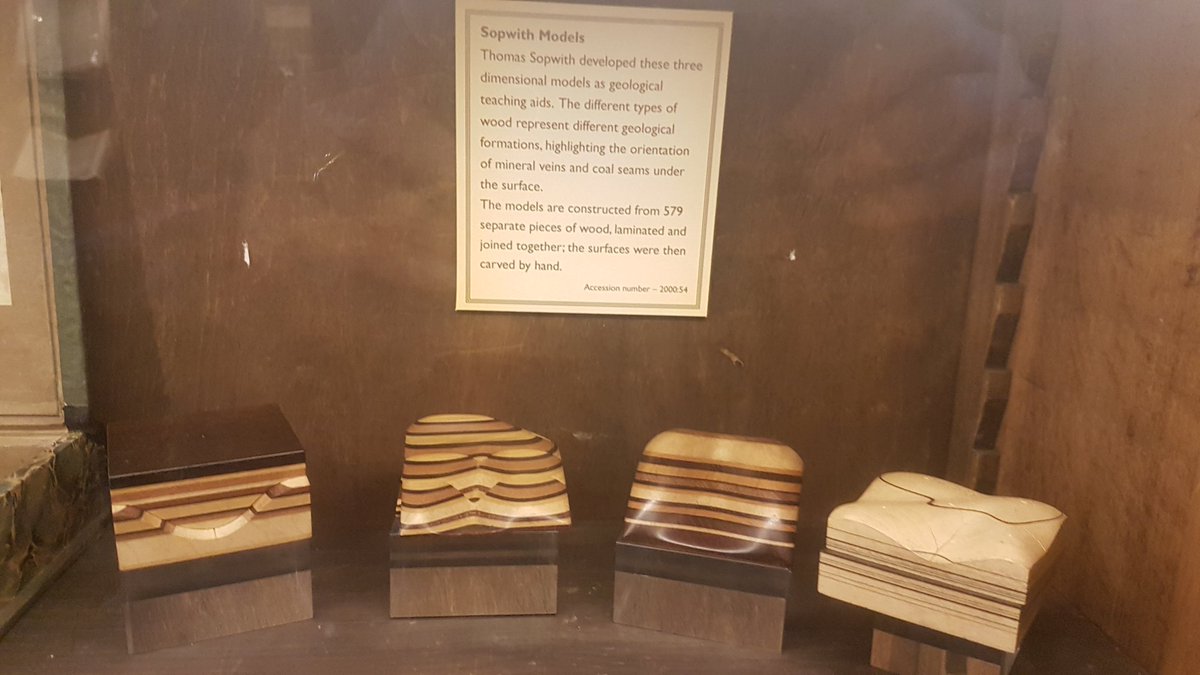 Sopwith Models
Thomas Sopwith developed these three
dimensional models as geological
teaching aids. The different types of
wood represent different geological
formations, highlighting the orientation
of mineral veins and coal seams under
the surface.
The models are constructed from 579
separate pieces of wood, laminated and
joined together; the surfaces were then
carved by hand.
Accession number – 2000:54